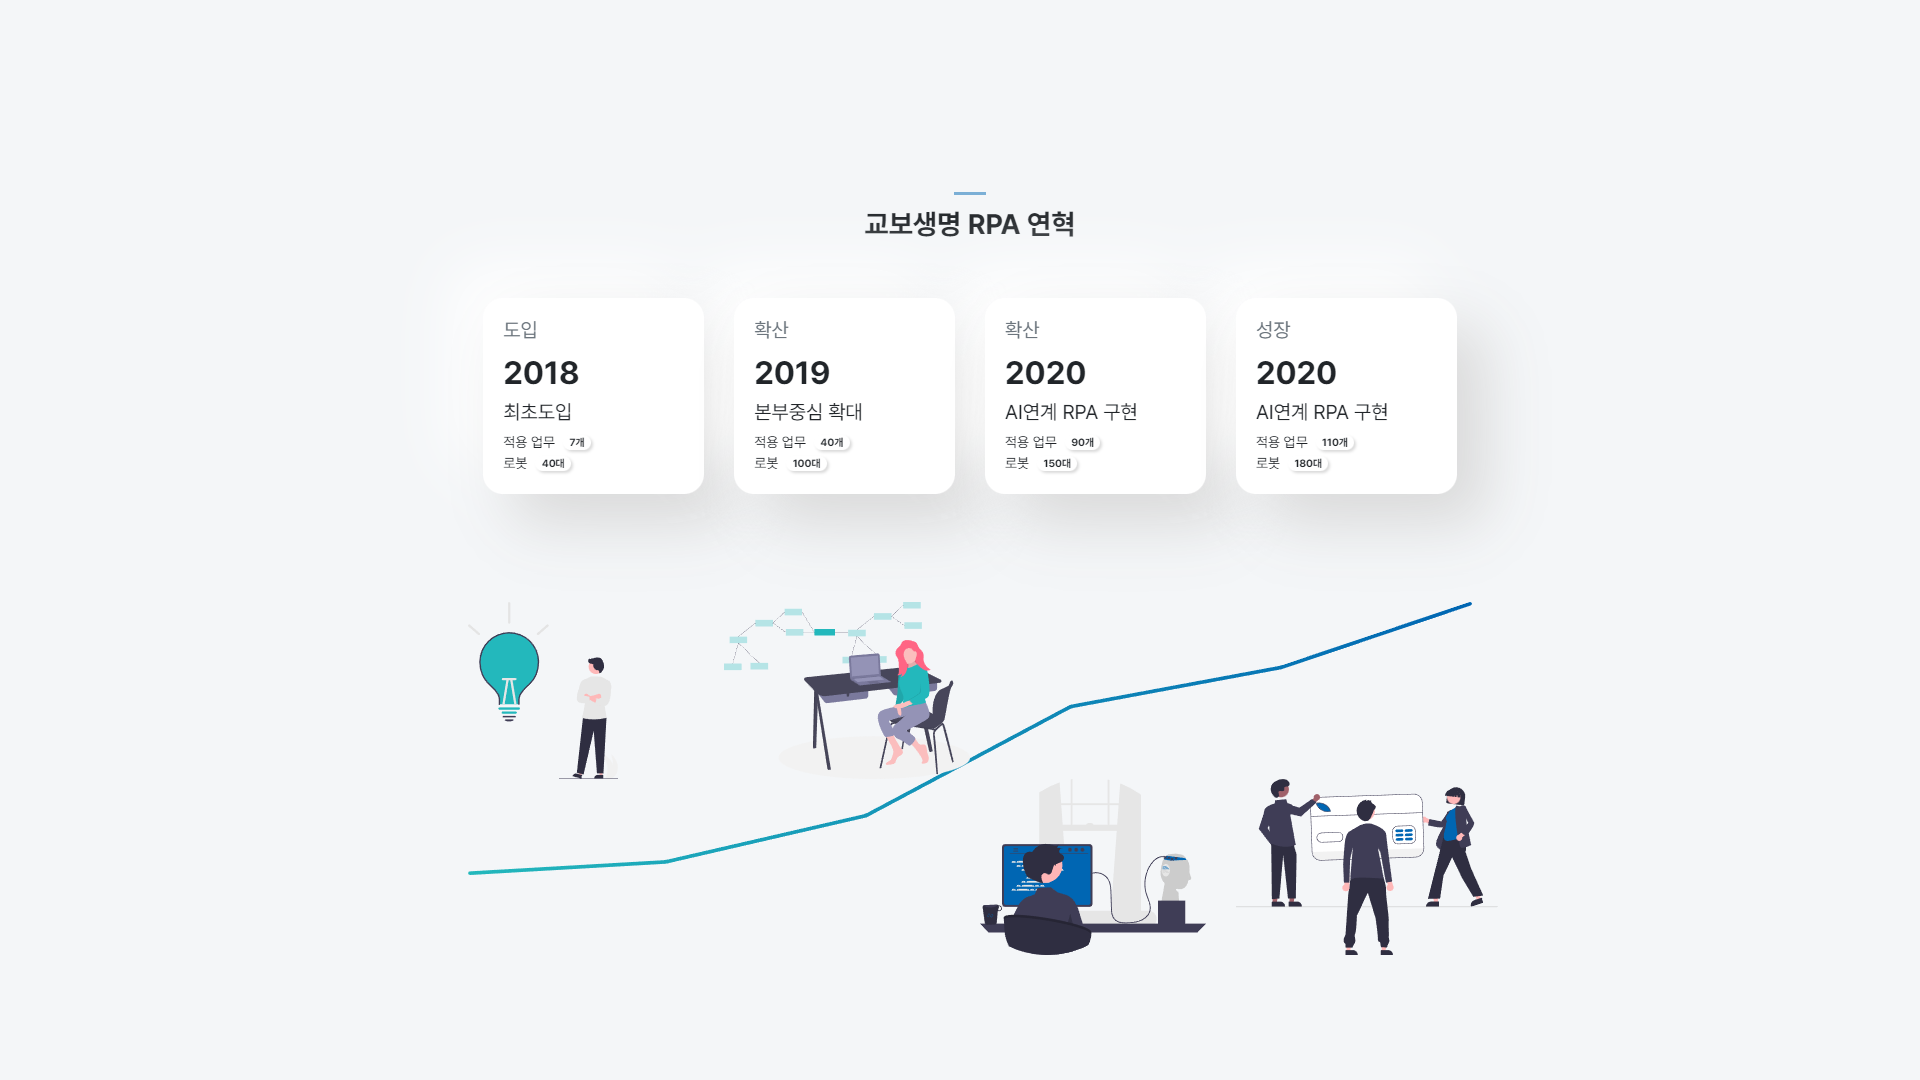 교보생명 RPA 연혁
도입
2018
최초도입
적용 업무 7개
로봇 40대
확산
2019
본부중심 확대
적용 업무 40개
로봇 100대
확산
2020
AI연계 RPA 구현
적용 업무 90개
로봇 150대
성장
2020
AI연계 RPA 구현
적용 업무 110개
로봇 180대